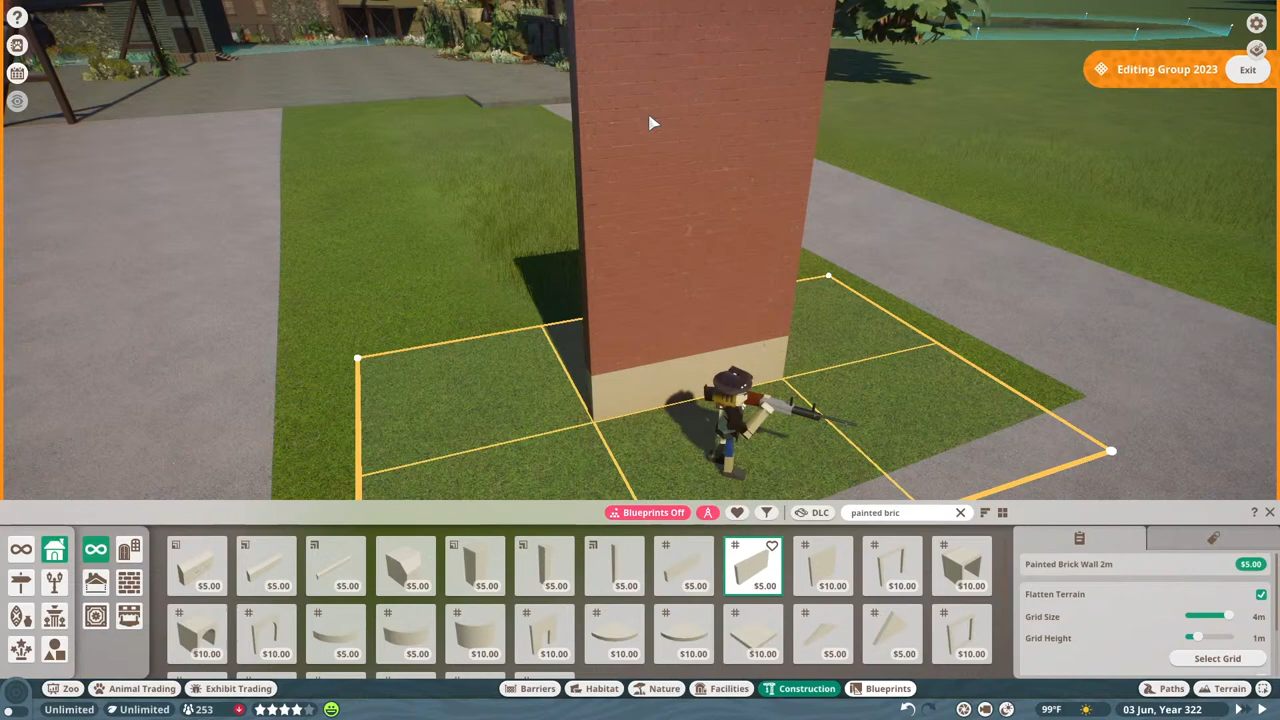 ?
Editing Group 2023
Exit
Blueprints Off
DLC
painted bric
?
$5.00
$5.00
$5.00
$5.00
$5.00
$5.00
$5.00
$5.00
$5.00
$10.00
$10.00
$10.00
$10.00
$10.00
$5.00
$5.00
$10.00
$10.00
$5.00
$5.00
$10.00
$5.00
$5.00
$10.00
Painted Brick Wall 2m
$5.00
Flatten Terrain
Grid Size
4m
Grid Height
1m
Select Grid
Zoo
Animal Trading
Exhibit Trading
Barriers
Habitat
Nature
Facilities
Construction
Blueprints
Paths
Terrain
Unlimited
Unlimited
253
99°F
03 Jun, Year 322